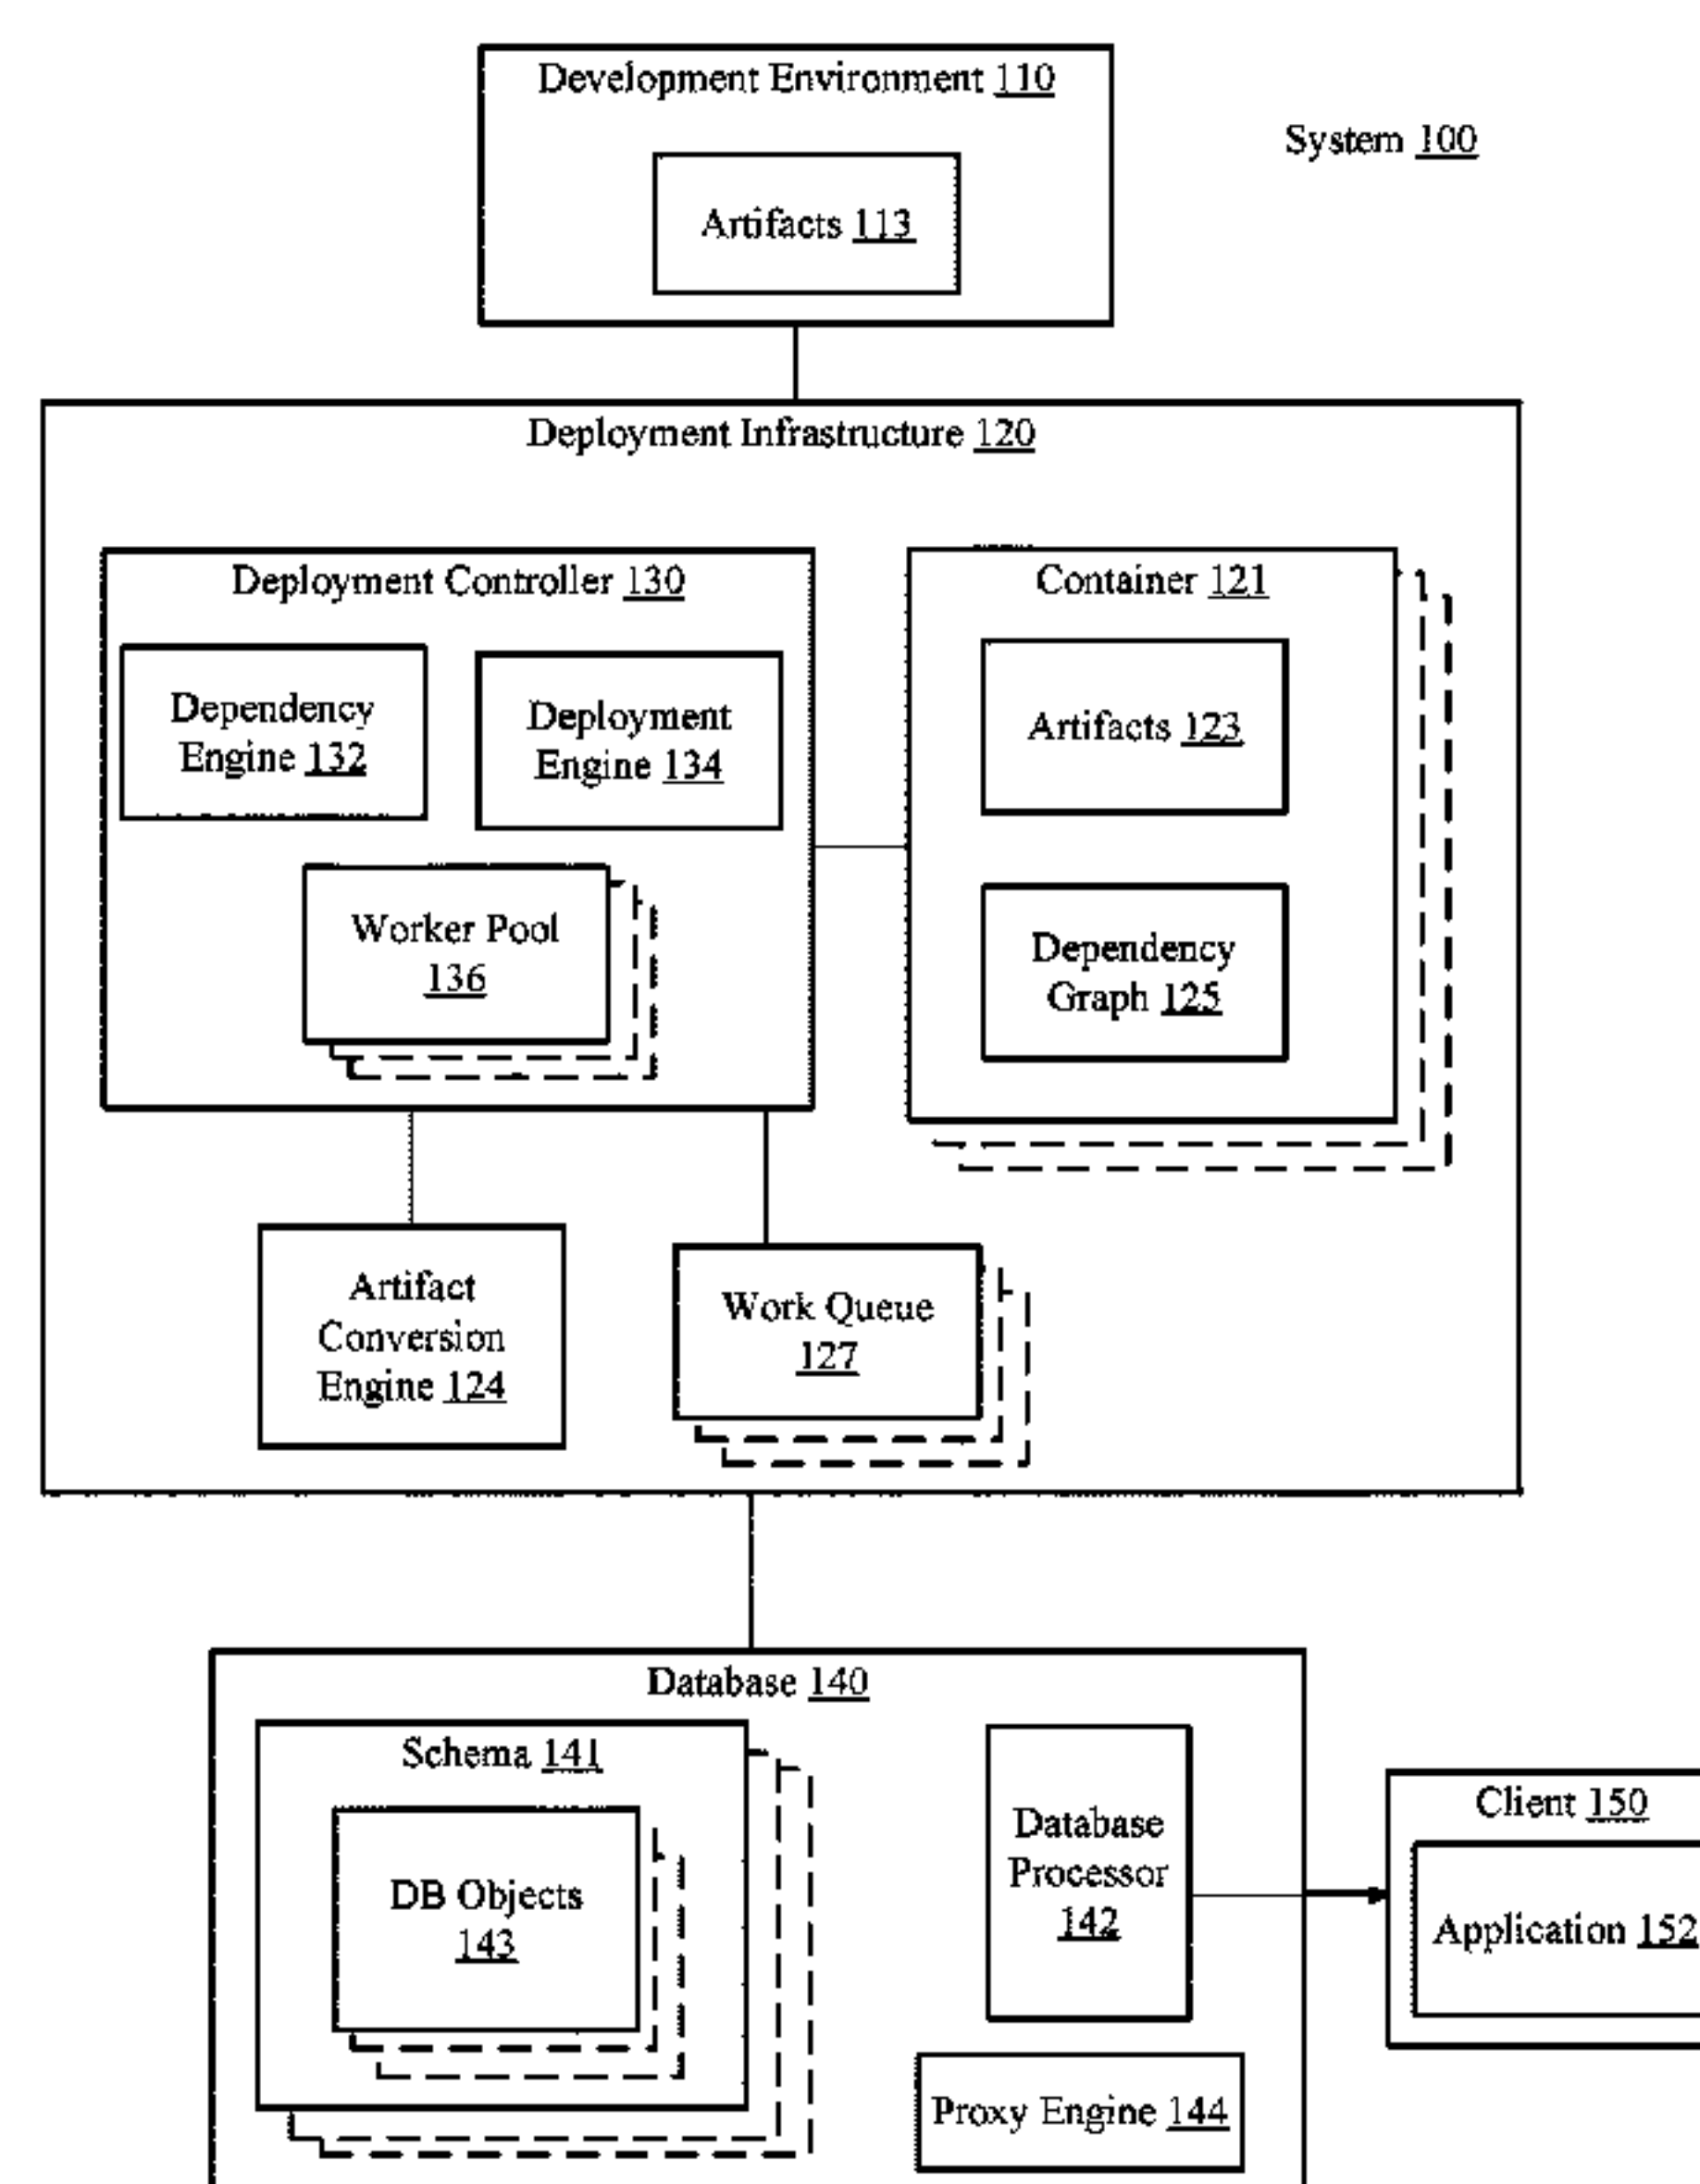 Development Environment 110
System 100
Artifacts 113
Deployment Infrastructure 120
Deployment Controller 130
Dependency
Engine 132
Deployment
Engine 134
Worker Pool
136
Container 121
Artifacts 123
Dependency
Graph 125
Artifact
Conversion
Engine 124
Work Queue
127
Database 140
Schema 141
DB Objects
143
Database
Processor
142
Proxy Engine 144
Client 150
Application 152